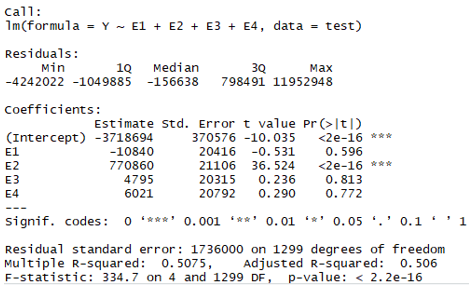 Call:
lm(formula = Y ~ E1 + E2 + E3 + E4, data = test)
Residuals:
Min 1Q Median 3Q Max
-4242022 -1049885 -156638 798491 11952948
Coefficients:
Estimate Std. Error t value Pr(>|t|)
(Intercept) -3718694 370576 -10.035 <2e-16 ***
E1 -10840 20416 -0.531 0.596
E2 770860 21106 36.524 <2e-16 ***
E3 4795 20315 0.236 0.813
E4 6021 20792 0.290 0.772
---
Signif. codes: 0 ‘***’ 0.001 ‘**’ 0.01 ‘*’ 0.05 ‘.’ 0.1 ‘ ’ 1
Residual standard error: 1736000 on 1299 degrees of freedom
Multiple R-squared: 0.5075, Adjusted R-squared: 0.506
F-statistic: 334.7 on 4 and 1299 DF, p-value: < 2.2e-16